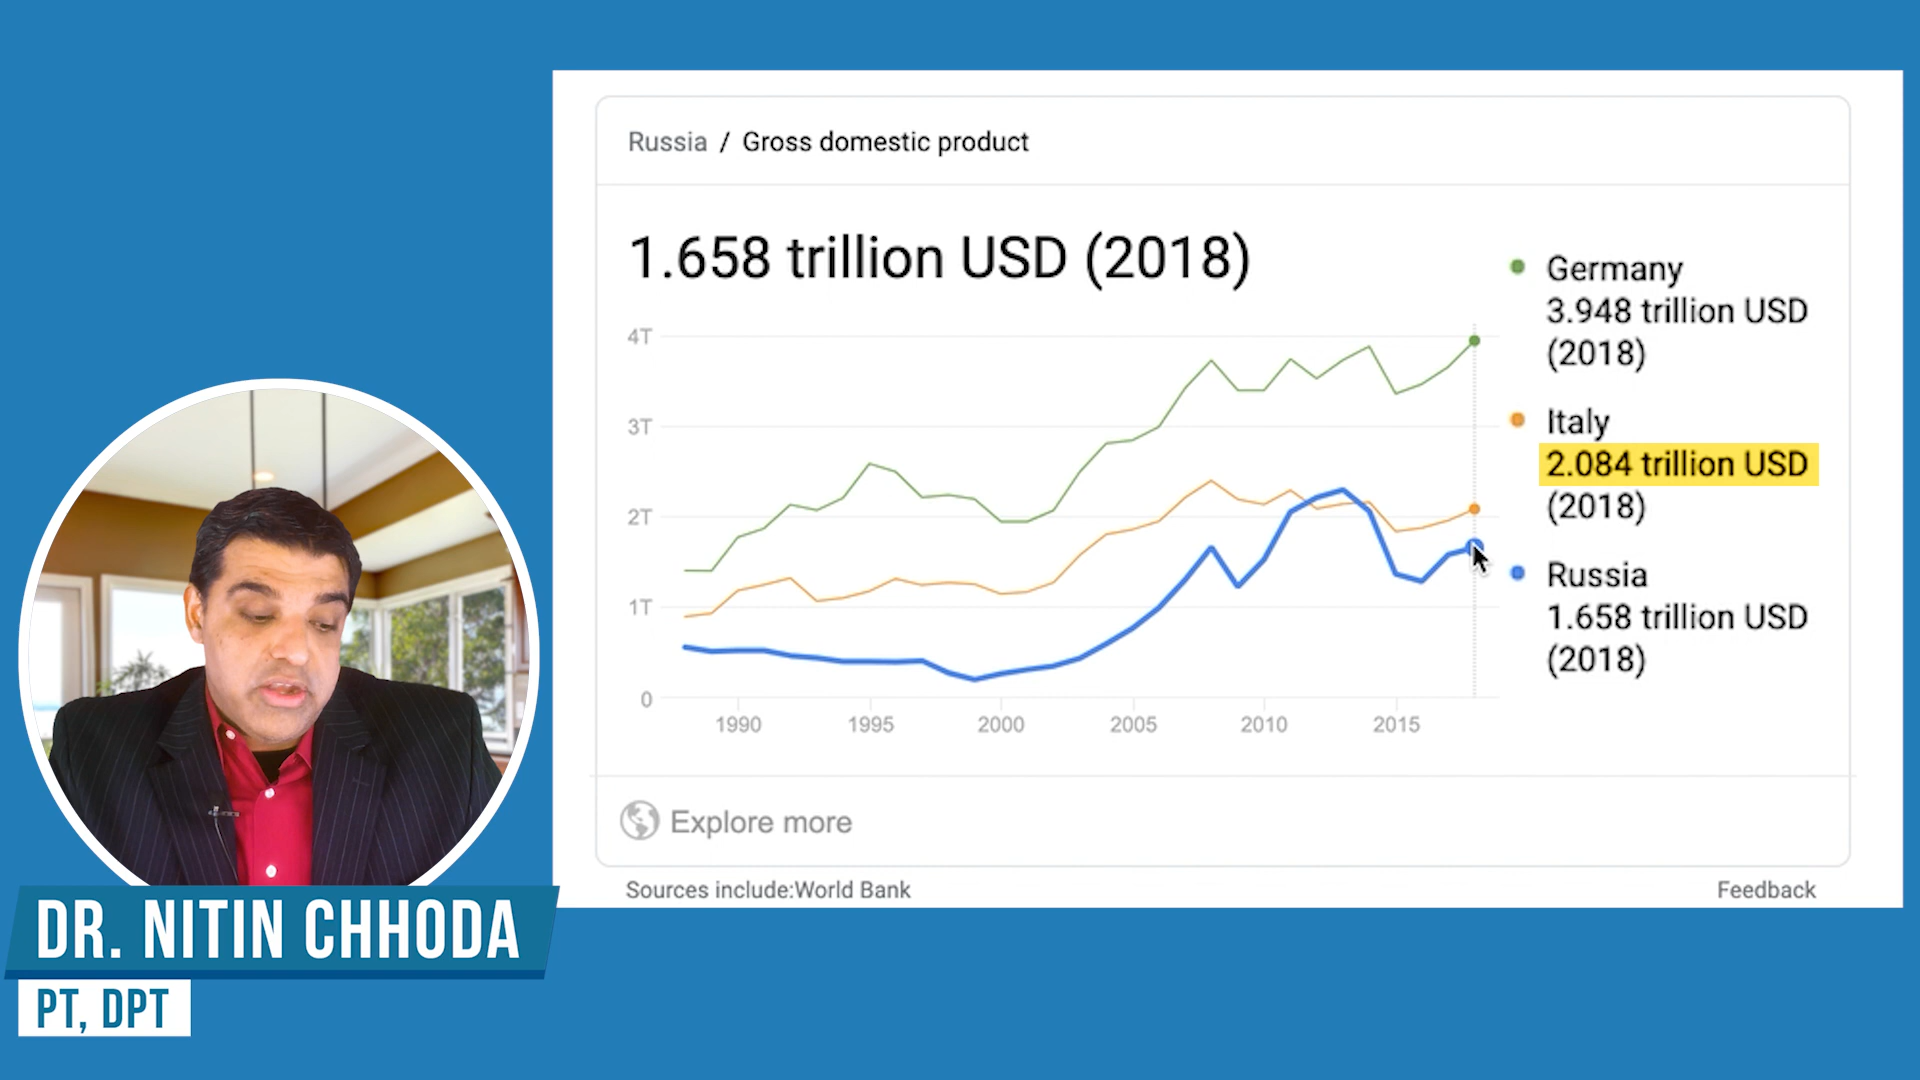 Russia / Gross domestic product
1.658 trillion USD (2018)
4T
3T
2T
1T
0
1990 1995 2000 2005 2010 2015
Germany
3.948 trillion USD
(2018)
Italy
2.084 trillion USD
(2018)
Russia
1.658 trillion USD
(2018)
Explore more
Sources include:World Bank
Feedback
DR. NITIN CHHODA
PT, DPT